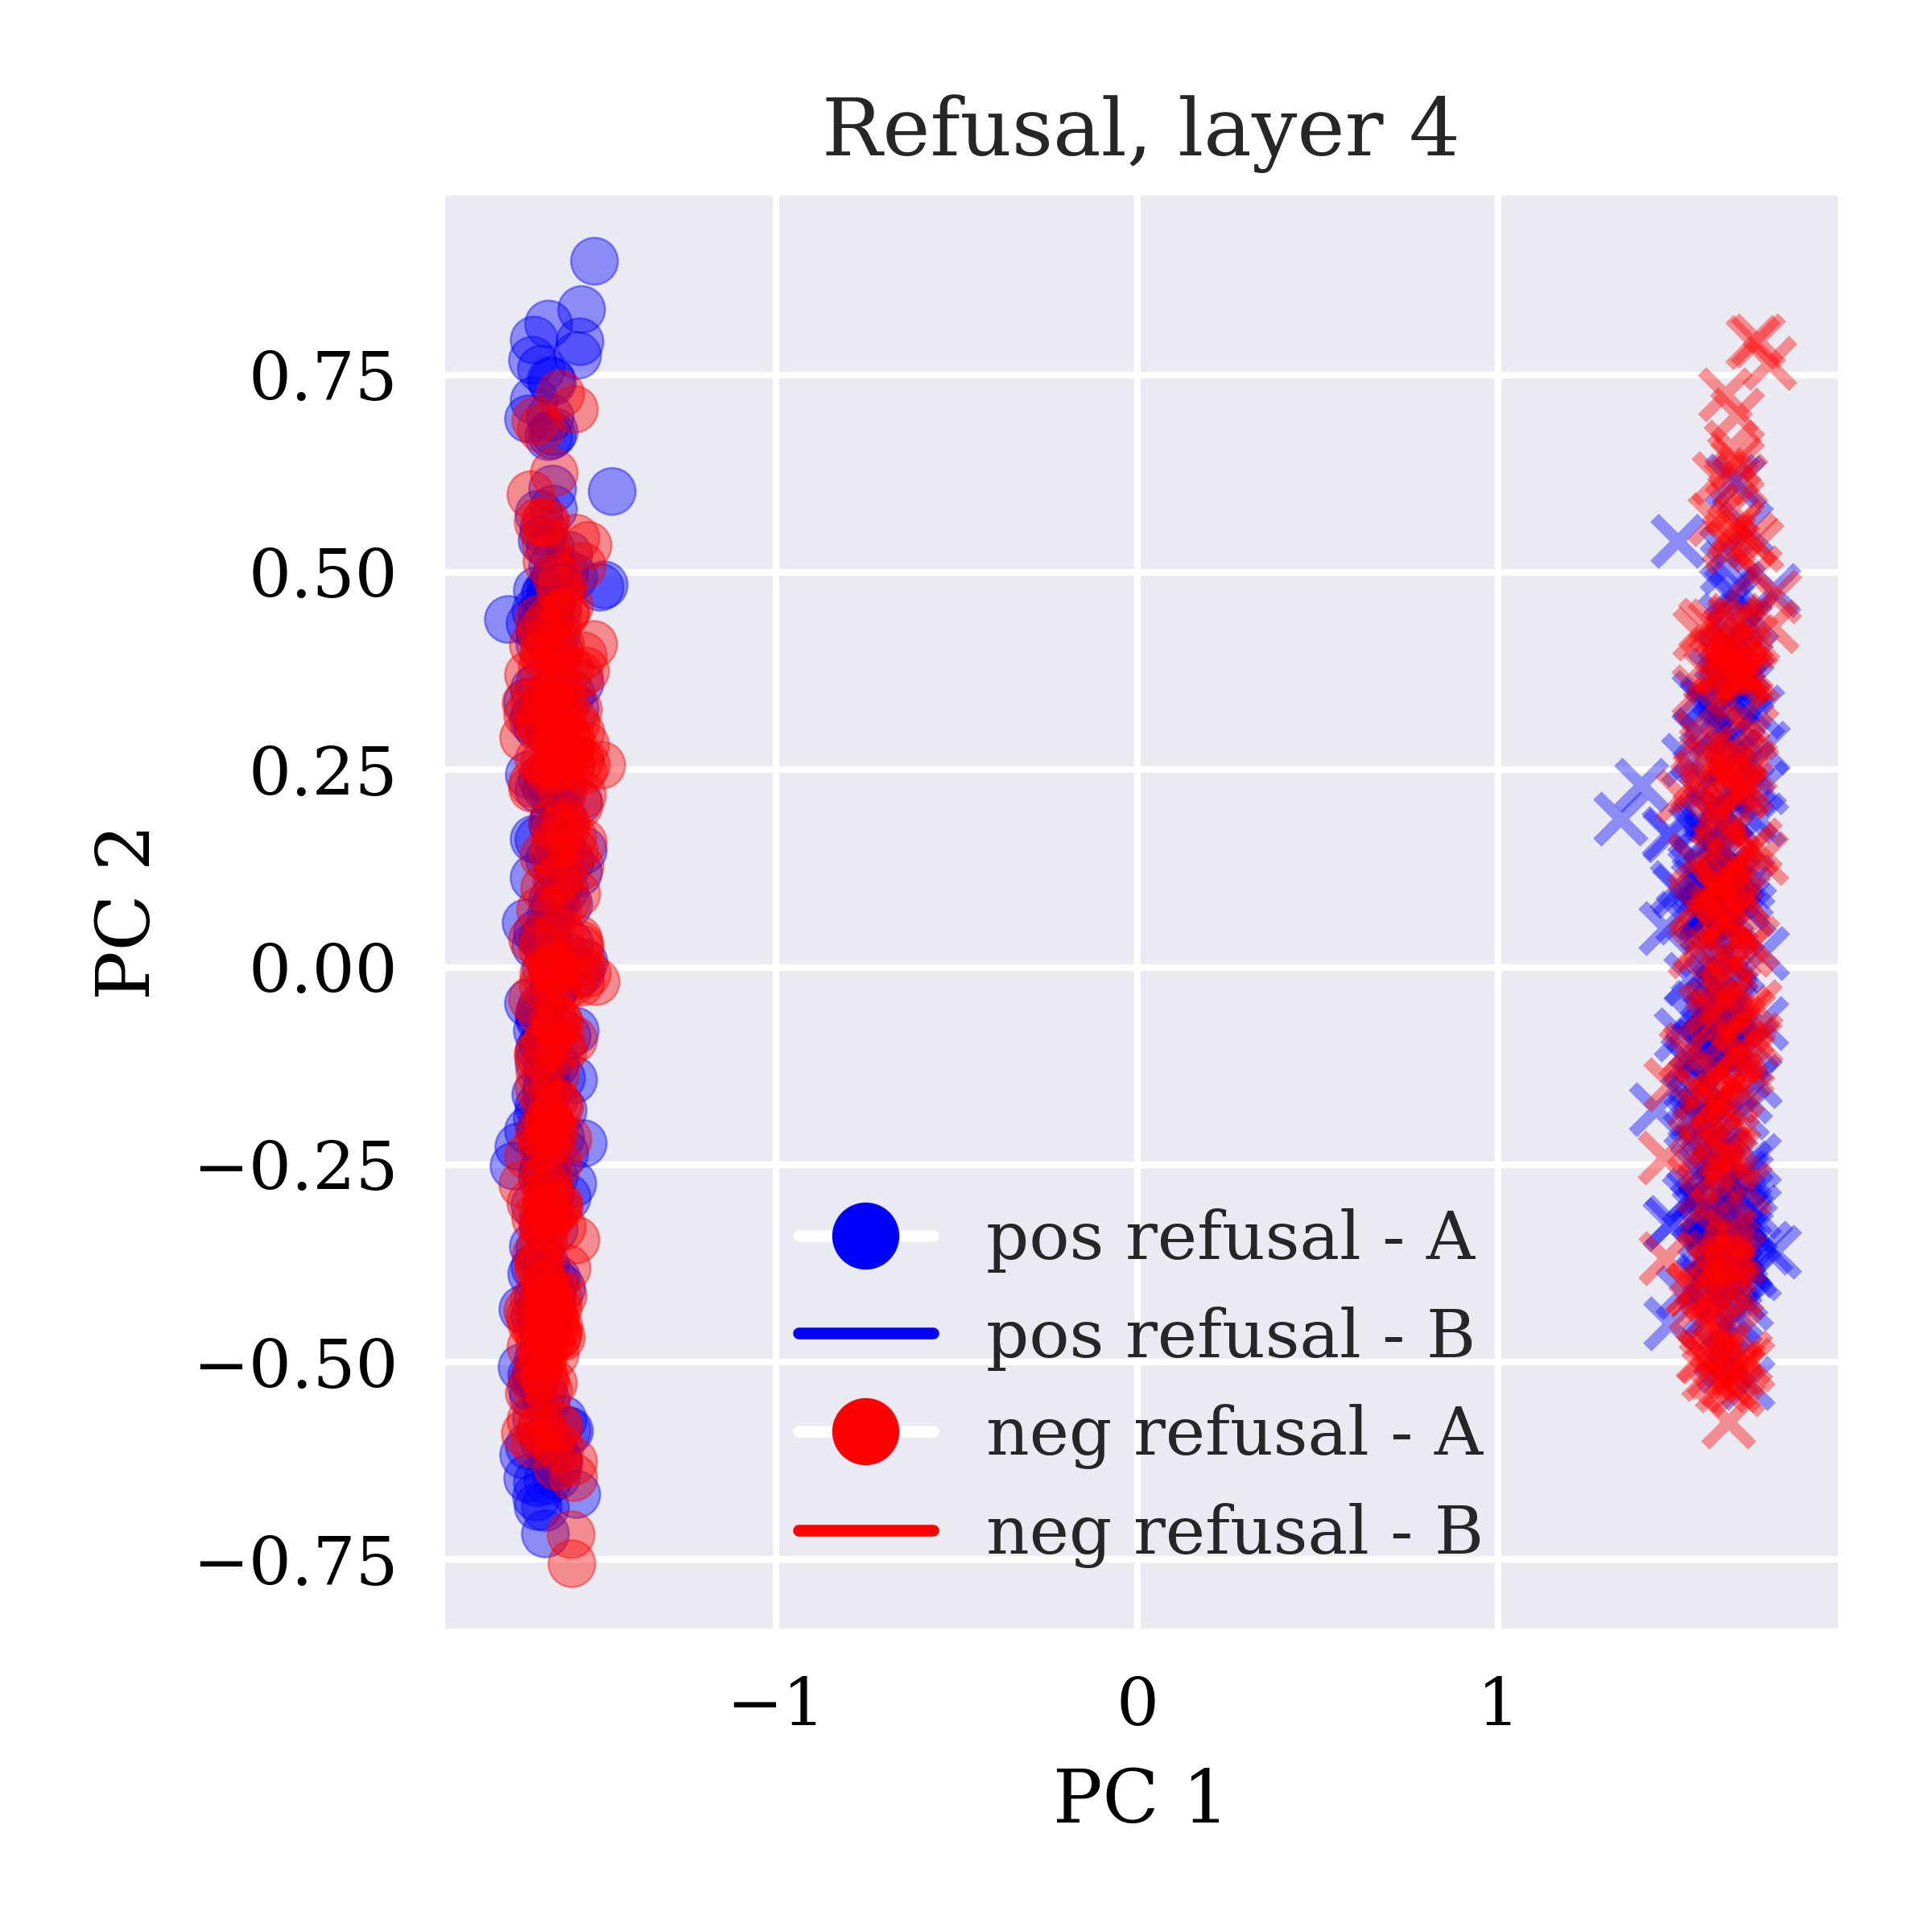 Refusal, layer 4
PC 2
0.75
0.50
0.25
0.00
−0.25
−0.50
−0.75
pos refusal - A
pos refusal - B
neg refusal - A
neg refusal - B
−1
0
1
PC 1